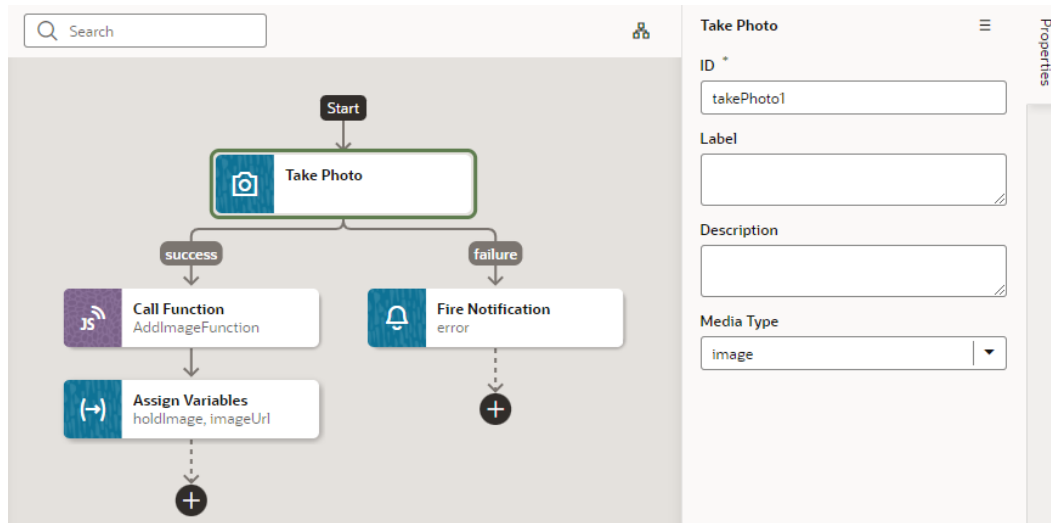 Search
Start
Take Photo
success
failure
Call Function
AddImageFunction
Fire Notification
error
Assign Variables
holdImage, imageUrl
Take Photo
ID *
takePhoto1
Label
Description
Media Type
image
Properties